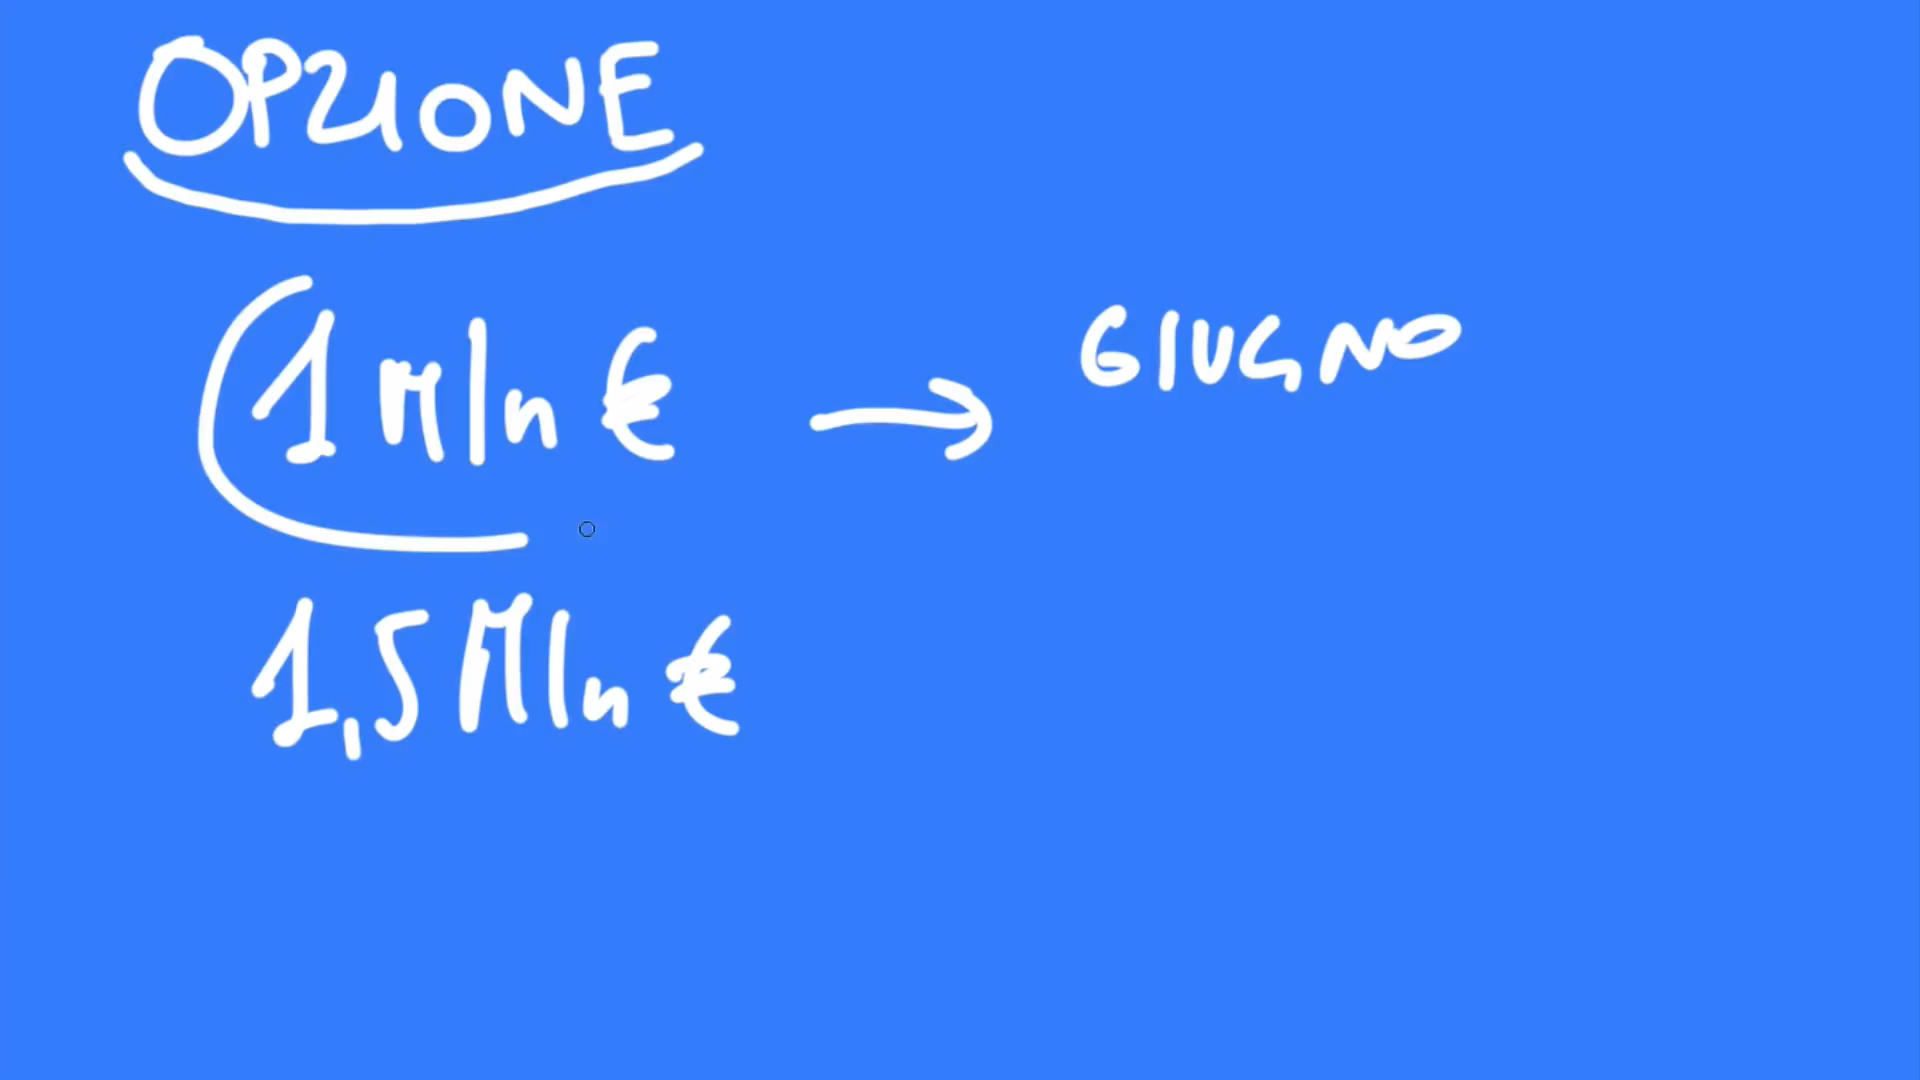 OPZIONE
1 Mln € → GIUGNO
1,5 Mln €